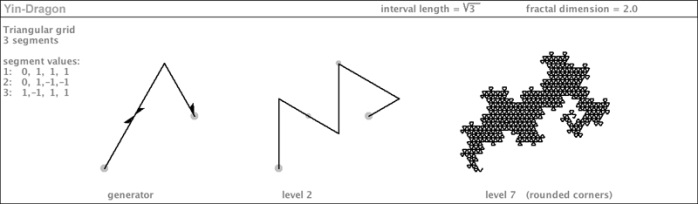 Yin-Dragon interval length = √3 fractal dimension = 2.0
Triangular grid
3 segments
segment values:
1: 0, 1, 1, 1
2: 0, 1,-1,-1
3: 1,-1, 1, 1
generator level 2 level 7 (rounded corners)